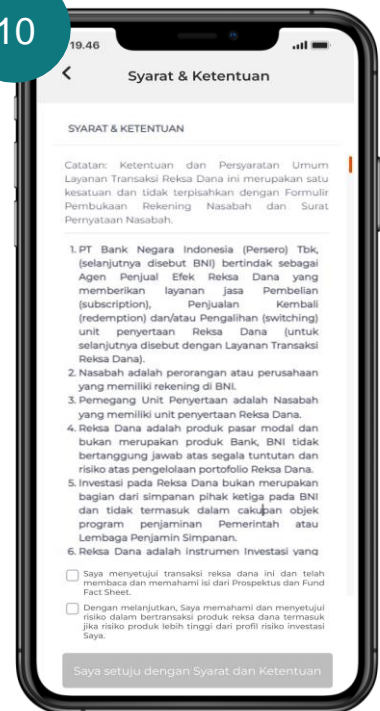 10
19.46
Syarat & Ketentuan
SYARAT & KETENTUAN
Catatan: Ketentuan dan Persyaratan Umum
Layanan Transaksi Reksa Dana ini merupakan satu
kesatuan dan tidak terpisahkan dengan Formulir
Pembukaan Rekening Nasabah dan Surat
Pernyataan Nasabah.
1. PT Bank Negara Indonesia (Persero) Tbk,
(selanjutnya disebut BNI) bertindak sebagai
Agen Penjual Efek Reksa Dana yang
memberikan layanan jasa Pembelian
(subscription), Penjualan Kembali
(redemption) dan/atau Pengalihan (switching)
unit penyertaan Reksa Dana (untuk
selanjutnya disebut dengan Layanan Transaksi
Reksa Dana).
2. Nasabah adalah perorangan atau perusahaan
yang memiliki rekening di BNI.
3. Pemegang Unit Penyertaan adalah Nasabah
yang memiliki unit penyertaan Reksa Dana.
4. Reksa Dana adalah produk pasar modal dan
bukan merupakan produk Bank, BNI tidak
bertanggung jawab atas segala tuntutan dan
risiko atas pengelolaan portofolio Reksa Dana.
5. Investasi pada Reksa Dana bukan merupakan
bagian dari simpanan pihak ketiga pada BNI
dan tidak termasuk dalam cakupan objek
program penjaminan Pemerintah atau
Lembaga Penjamin Simpanan.
6. Reksa Dana adalah instrumen Investasi yang
Saya menyetujui transaksi reksa dana ini dan telah
membaca dan memahami isi dari Prospektus dan Fund
Fact Sheet.
Dengan melanjutkan, Saya memahami dan menyetujui
risiko dalam bertransaksi produk reksa dana termasuk
jika risiko produk lebih tinggi dari profil risiko investasi
Saya.
Saya setuju dengan Syarat dan Ketentuan